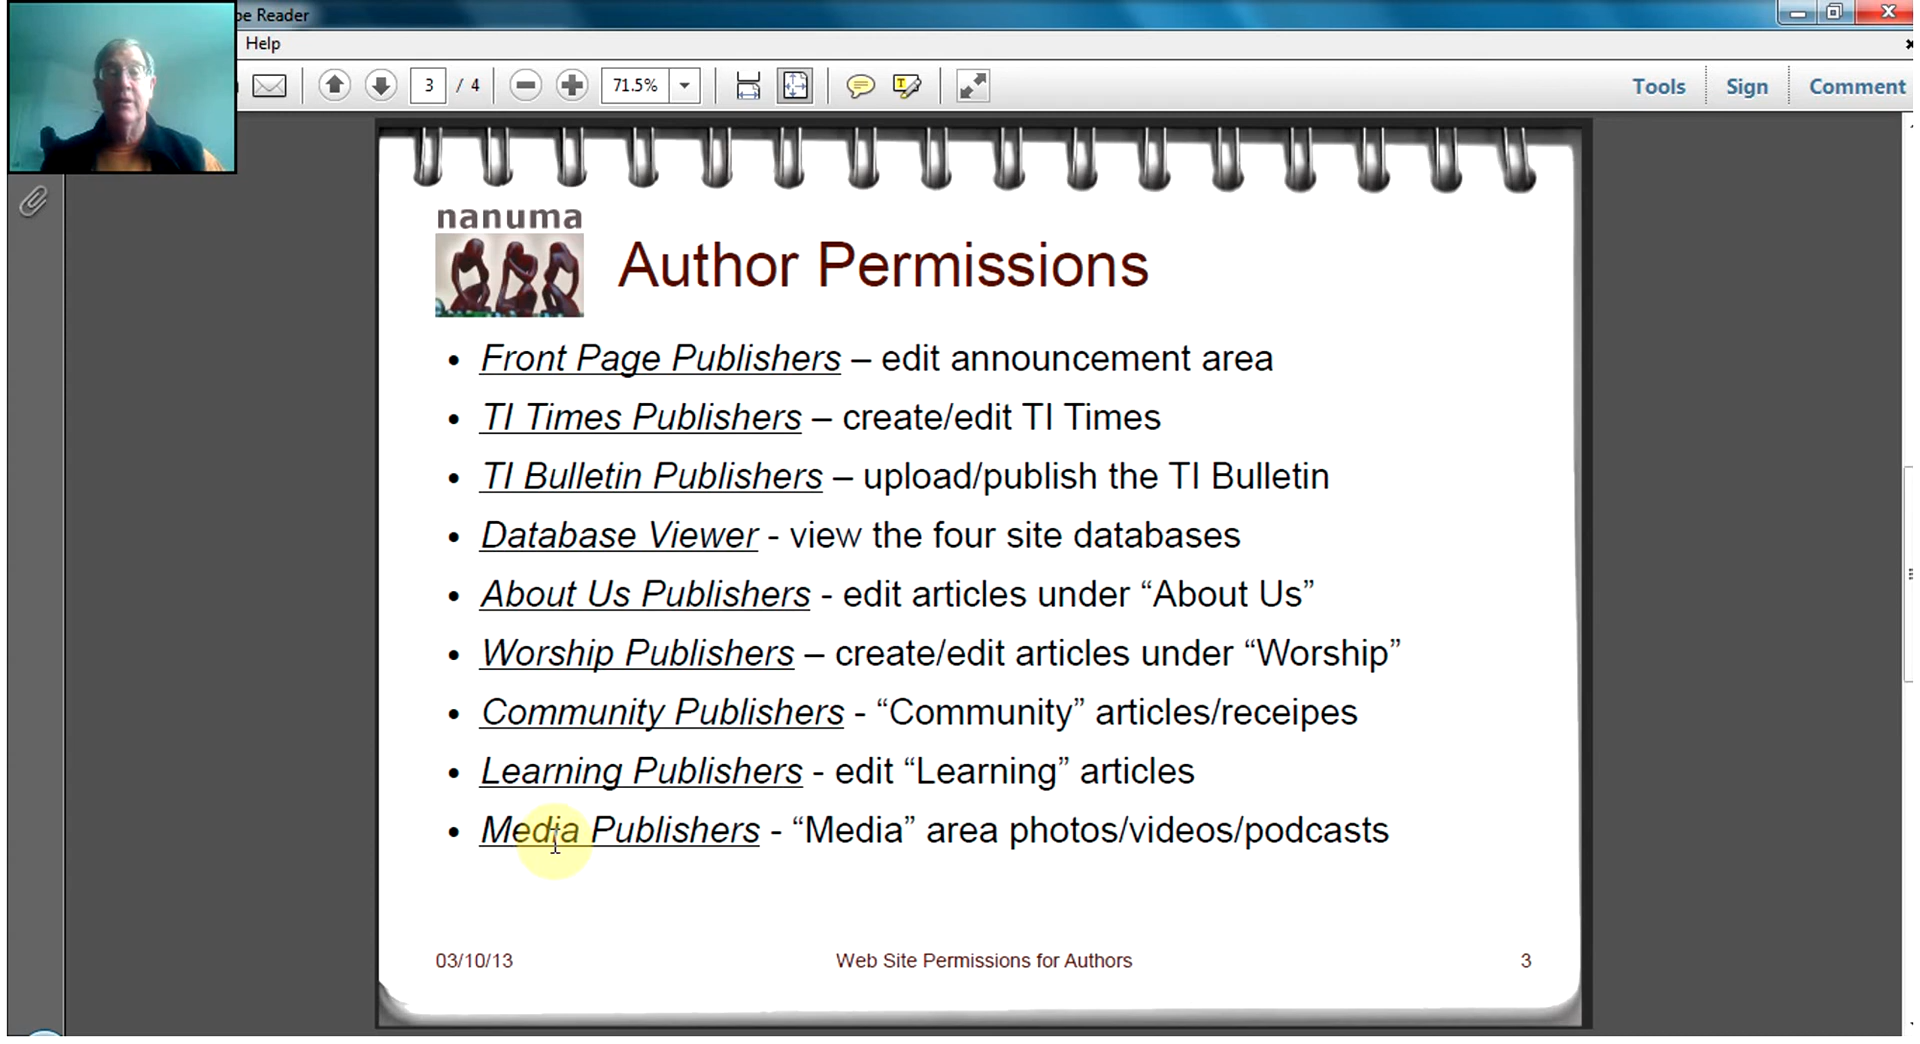 be Reader
Help
3 / 4
71.5%
Tools
Sign
Comment
nanuma
Author Permissions
• Front Page Publishers – edit announcement area
• TI Times Publishers – create/edit TI Times
• TI Bulletin Publishers – upload/publish the TI Bulletin
• Database Viewer - view the four site databases
• About Us Publishers - edit articles under “About Us”
• Worship Publishers – create/edit articles under “Worship”
• Community Publishers - “Community” articles/receipes
• Learning Publishers - edit “Learning” articles
• Media Publishers - “Media” area photos/videos/podcasts
03/10/13
Web Site Permissions for Authors
3